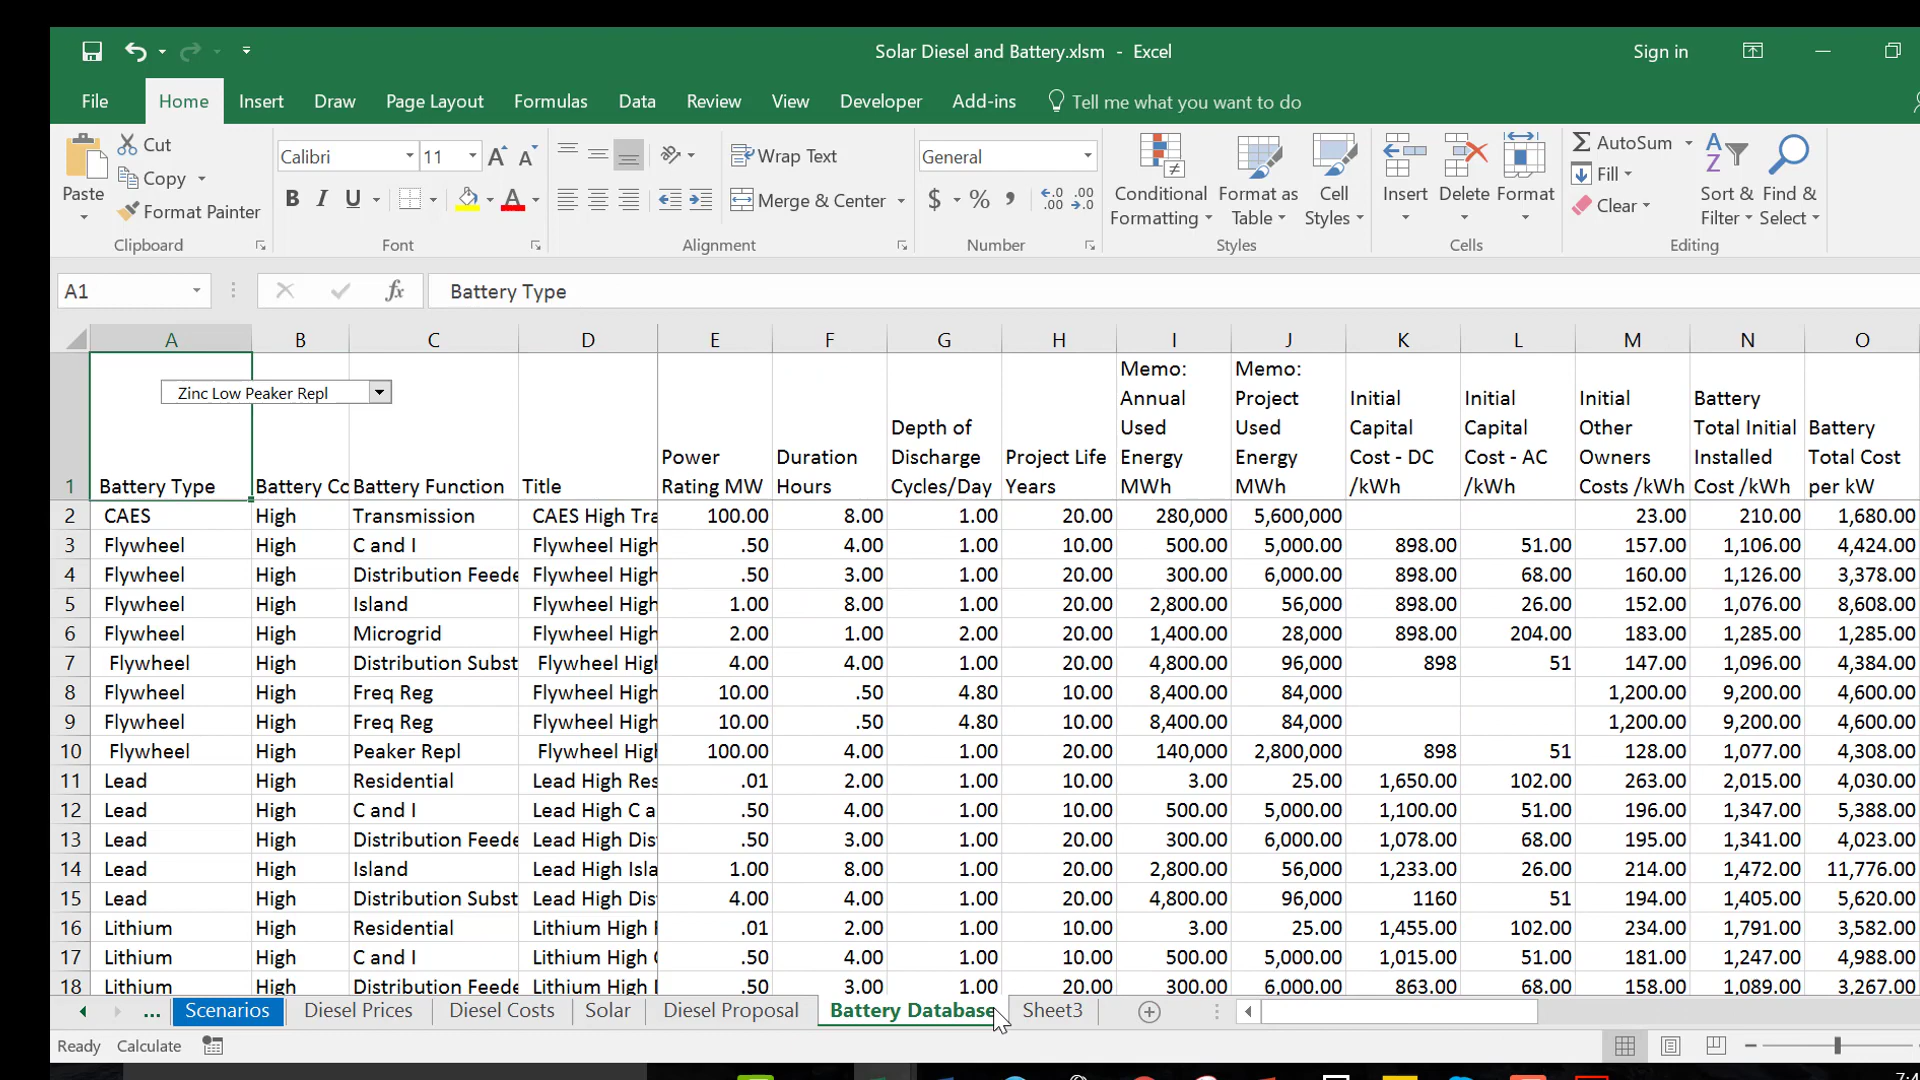 Solar Diesel and Battery.xlsm - Excel Sign in
File Home Insert Draw Page Layout Formulas Data Review View Developer Add-ins Tell me what you want to do
Paste Cut Copy Format Painter Clipboard
Calibri 11 B I U Font
Wrap Text Merge & Center Alignment
General $ % , Number
Conditional Formatting Format as Table Cell Styles Styles
Insert Delete Format Cells
AutoSum Fill Clear Sort & Filter Find & Select Editing
A1 fx Battery Type
A B C D E F G H I J K L M N O
Zinc Low Peaker Repl
1 Battery Type Battery Co Battery Function Title Power Rating MW Duration Hours Depth of Discharge Cycles/Day Project Life Years Memo: Annual Used Energy MWh Memo: Project Used Energy MWH Initial Capital Cost - DC /kWh Initial Capital Cost - AC /kWh Initial Other Owners Costs /kWh Battery Total Initial Installed Cost /kWh Battery Total Cost per kW
2 CAES High Transmission CAES High Tra 100.00 8.00 1.00 20.00 280,000 5,600,000 23.00 210.00 1,680.00
3 Flywheel High C and I Flywheel High .50 4.00 1.00 10.00 500.00 5,000.00 898.00 51.00 157.00 1,106.00 4,424.00
4 Flywheel High Distribution Feede Flywheel High .50 3.00 1.00 20.00 300.00 6,000.00 898.00 68.00 160.00 1,126.00 3,378.00
5 Flywheel High Island Flywheel High 1.00 8.00 1.00 20.00 2,800.00 56,000 898.00 26.00 152.00 1,076.00 8,608.00
6 Flywheel High Microgrid Flywheel High 2.00 1.00 2.00 20.00 1,400.00 28,000 898.00 204.00 183.00 1,285.00 1,285.00
7 Flywheel High Distribution Subst Flywheel High 4.00 4.00 1.00 20.00 4,800.00 96,000 898 51 147.00 1,096.00 4,384.00
8 Flywheel High Freq Reg Flywheel High 10.00 .50 4.80 10.00 8,400.00 84,000 1,200.00 9,200.00 4,600.00
9 Flywheel High Freq Reg Flywheel High 10.00 .50 4.80 10.00 8,400.00 84,000 1,200.00 9,200.00 4,600.00
10 Flywheel High Peaker Repl Flywheel High 100.00 4.00 1.00 20.00 140,000 2,800,000 898 51 128.00 1,077.00 4,308.00
11 Lead High Residential Lead High Res .01 2.00 1.00 10.00 3.00 25.00 1,650.00 102.00 263.00 2,015.00 4,030.00
12 Lead High C and I Lead High C a .50 4.00 1.00 10.00 500.00 5,000.00 1,100.00 51.00 196.00 1,347.00 5,388.00
13 Lead High Distribution Feede Lead High Dis .50 3.00 1.00 20.00 300.00 6,000.00 1,078.00 68.00 195.00 1,341.00 4,023.00
14 Lead High Island Lead High Isla 1.00 8.00 1.00 20.00 2,800.00 56,000 1,233.00 26.00 214.00 1,472.00 11,776.00
15 Lead High Distribution Subst Lead High Dis 4.00 4.00 1.00 20.00 4,800.00 96,000 1160 51 194.00 1,405.00 5,620.00
16 Lithium High Residential Lithium High .01 2.00 1.00 10.00 3.00 25.00 1,455.00 102.00 234.00 1,791.00 3,582.00
17 Lithium High C and I Lithium High .50 4.00 1.00 10.00 500.00 5,000.00 1,015.00 51.00 181.00 1,247.00 4,988.00
18 Lithium High Distribution Feede Lithium High .50 3.00 1.00 20.00 300.00 6,000.00 863.00 68.00 158.00 1,089.00 3,267.00
... Scenarios Diesel Prices Diesel Costs Solar Diesel Proposal Battery Database Sheet3
Ready Calculate